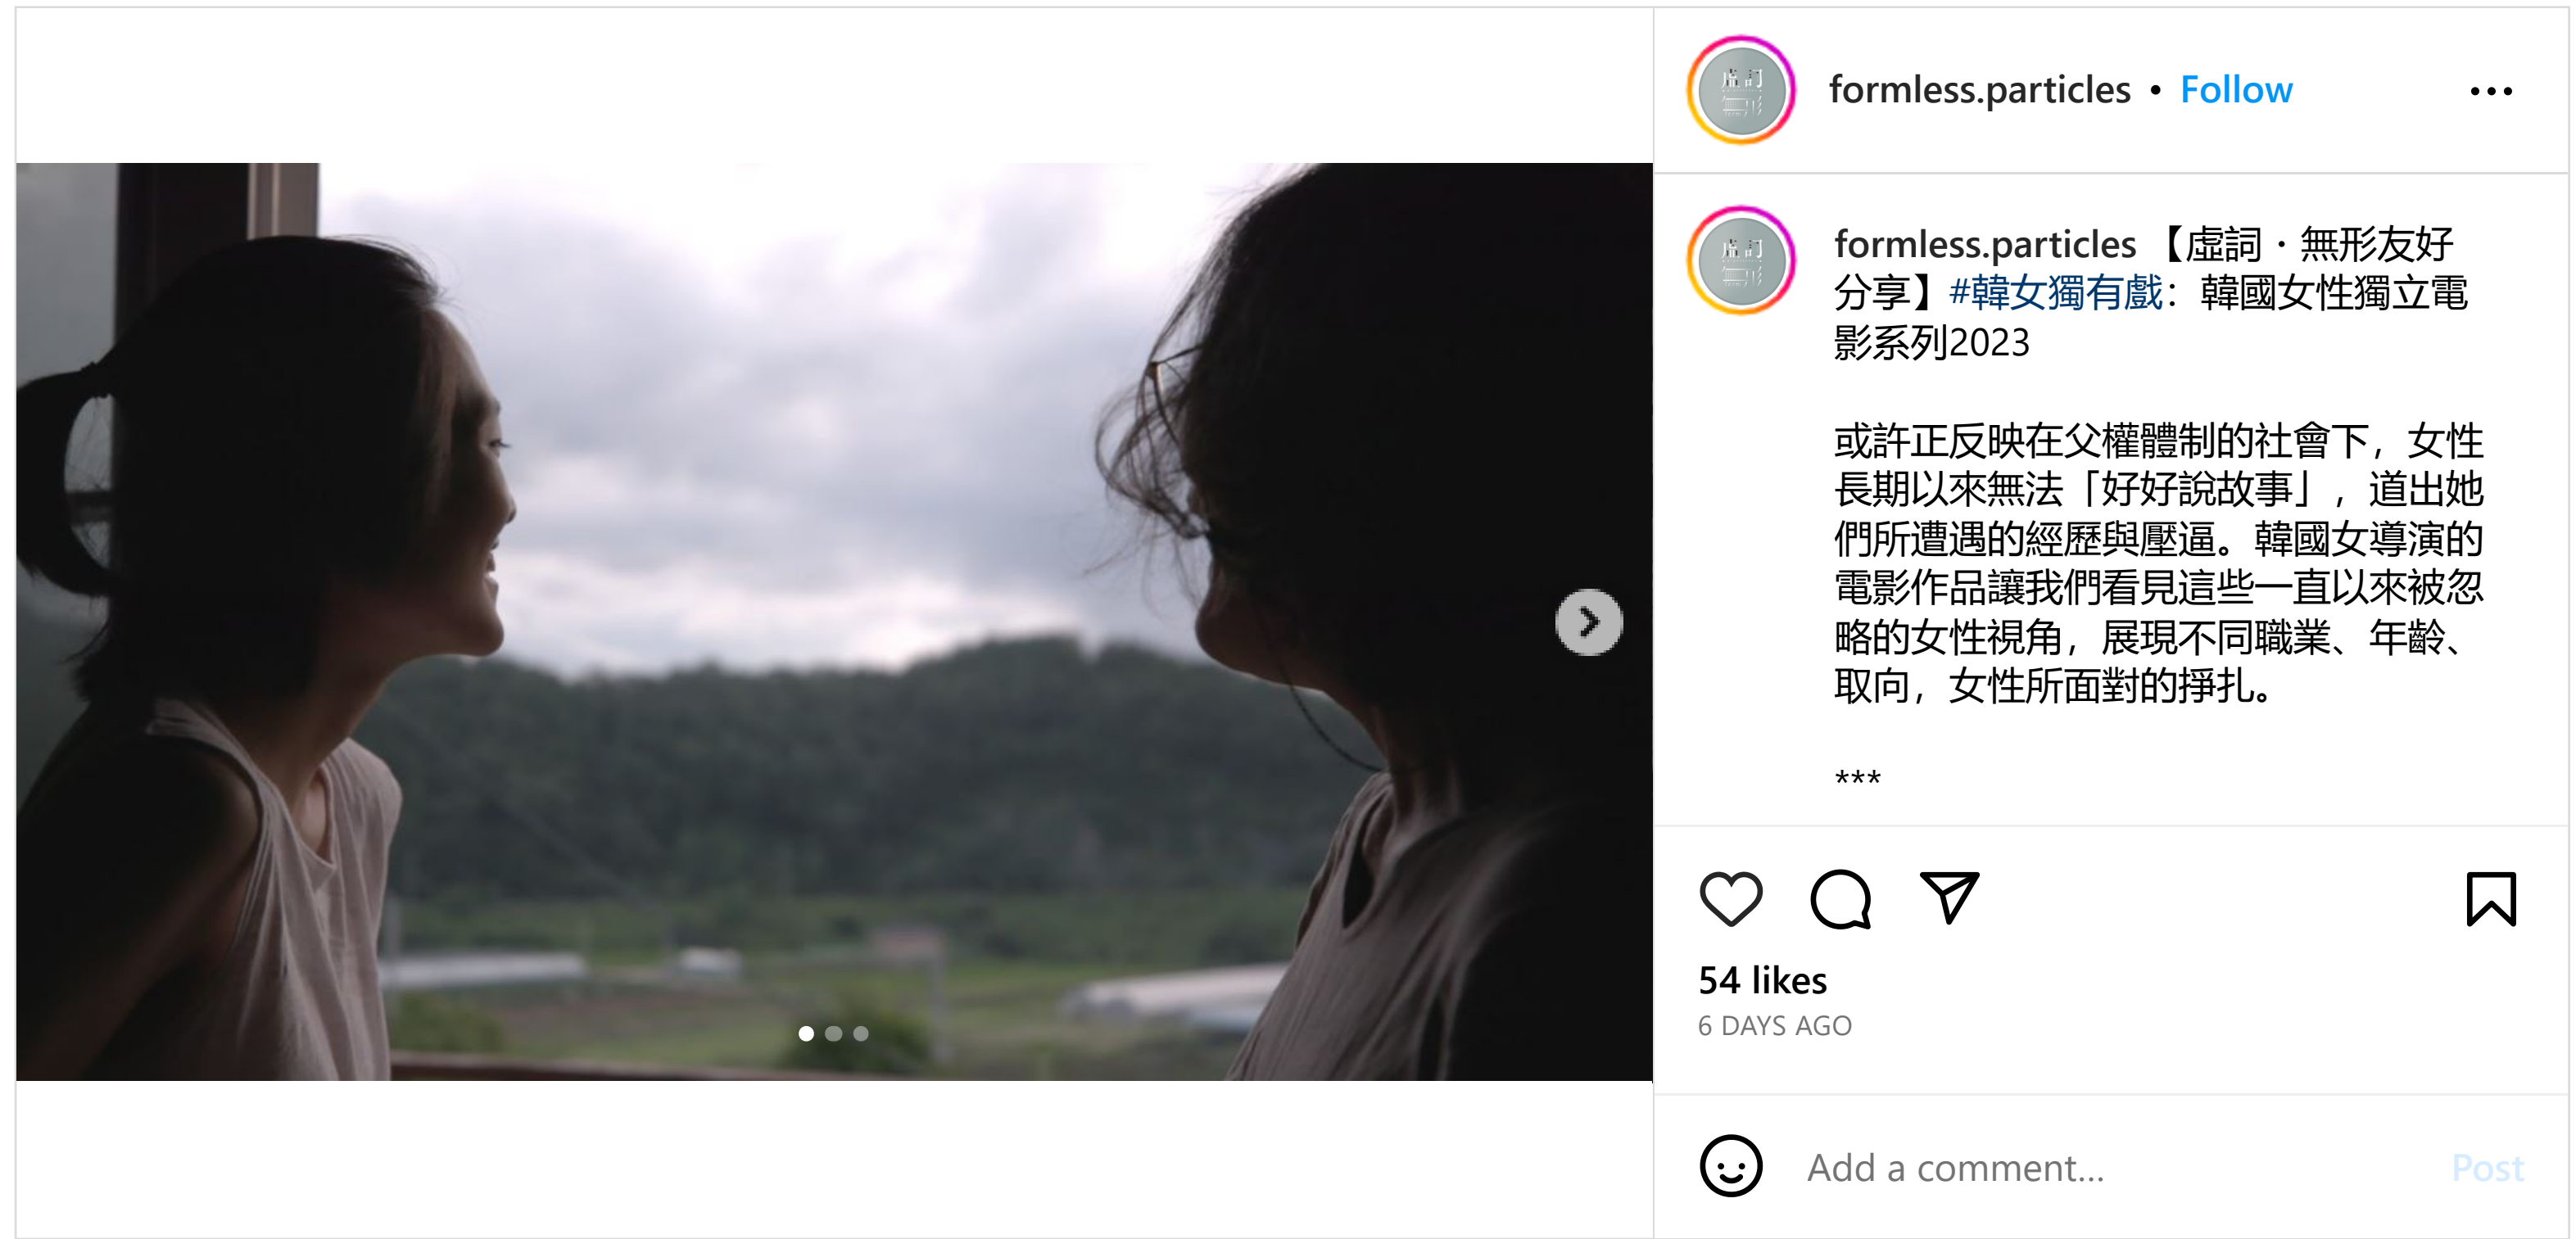 formless.particles • Follow
formless.particles 【虛詞・無形友好
分享】#韓女獨有戲：韓國女性獨立電
影系列2023
或許正反映在父權體制的社會下，女性
長期以來無法「好好說故事」，道出她
們所遭遇的經歷與壓逼。韓國女導演的
電影作品讓我們看見這些一直以來被忽
略的女性視角，展現不同職業、年齡、
取向，女性所面對的掙扎。
***
54 likes
6 DAYS AGO
Add a comment...
Post